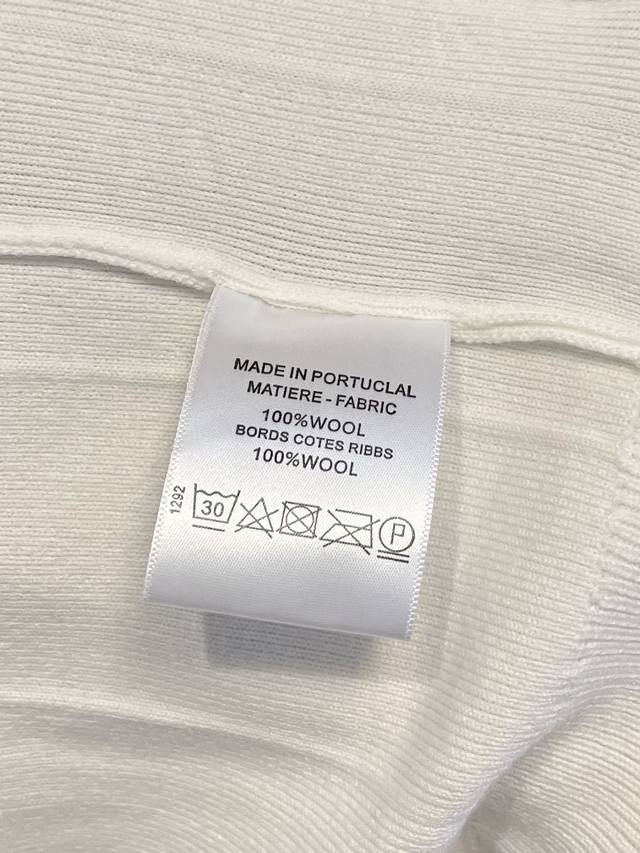 MADE IN PORTUCLAL
MATIERE - FABRIC
100%WOOL
BORDS COTES RIBBS
100%WOOL
1292
30
P